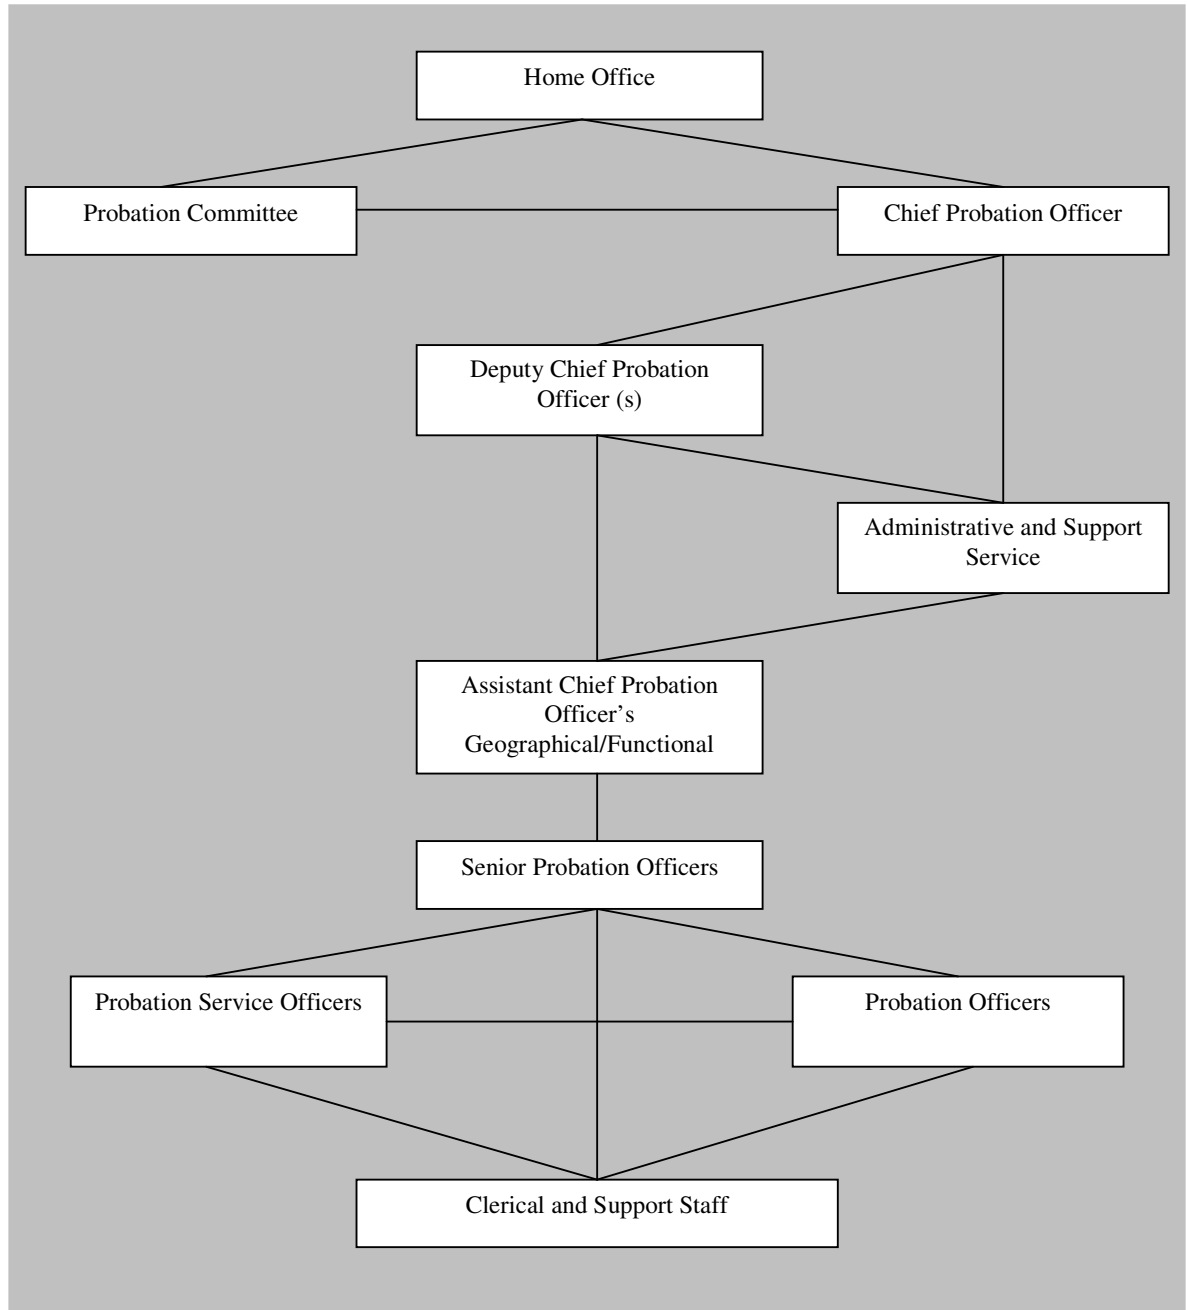 Home Office
Probation Committee
Chief Probation Officer
Deputy Chief Probation
Officer (s)
Administrative and Support
Service
Assistant Chief Probation
Officer’s
Geographical/Functional
Senior Probation Officers
Probation Service Officers
Probation Officers
Clerical and Support Staff